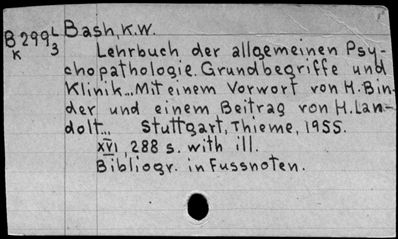 B 299, L Bash, K.W.
K 3
Lehrbuch der allgemeinen Psy-
chopathologie. Grundbegriffe und
Klinik... Mit einem Vorwort von H. Bin-
der und einem Beitrag von H. Lan-
dolt... Stuttgart, Thieme, 1955.
XVI, 288 s. with ill.
Bibliogr. in Fussnoten.